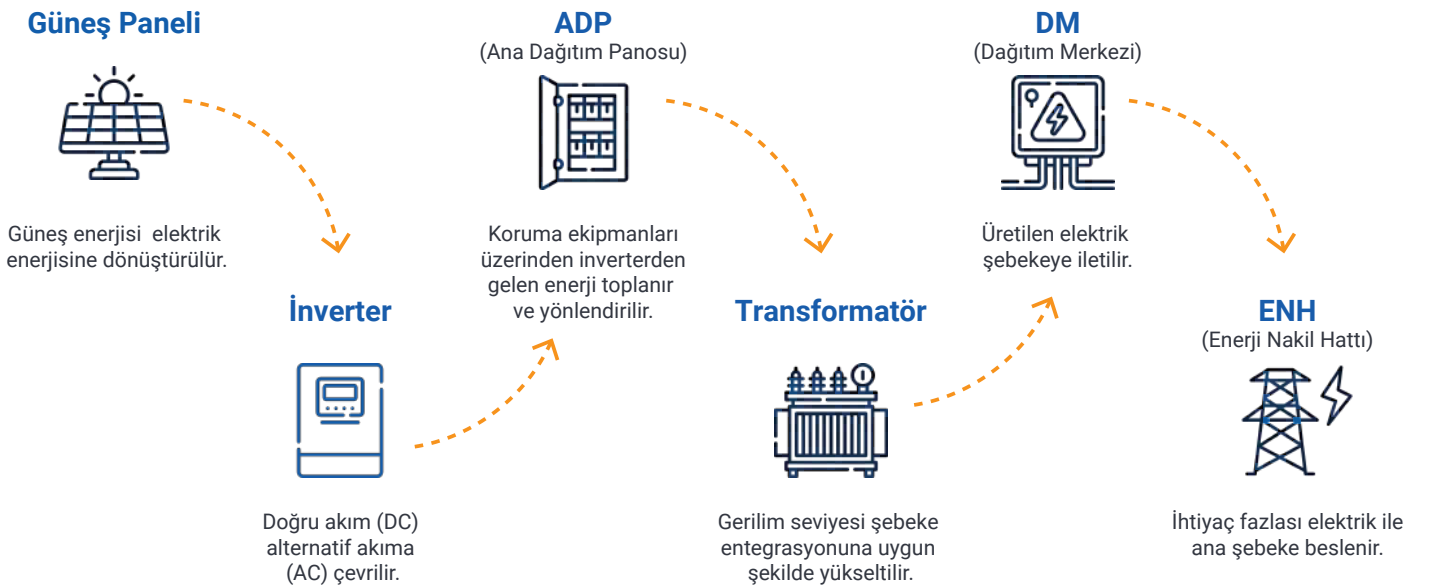 Güneş Paneli
Güneş enerjisi elektrik
enerjisine dönüştürülür.
İnverter
Doğru akım (DC)
alternatif akıma
(AC) çevrilir.
ADP
(Ana Dağıtım Panosu)
Koruma ekipmanları
üzerinden inverterden
gelen enerji toplanır
ve yönlendirilir.
Transformatör
Gerilim seviyesi şebeke
entegrasyonuna uygun
şekilde yükseltilir.
DM
(Dağıtım Merkezi)
Üretilen elektrik
şebekeye iletilir.
ENH
(Enerji Nakil Hattı)
İhtiyaç fazlası elektrik ile
ana şebeke beslenir.